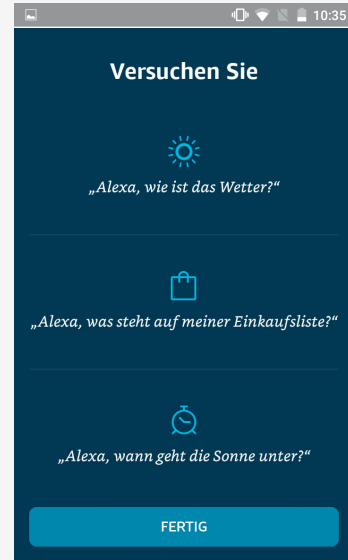 10:35
Versuchen Sie
„Alexa, wie ist das Wetter?“
„Alexa, was steht auf meiner Einkaufsliste?“
„Alexa, wann geht die Sonne unter?“
FERTIG